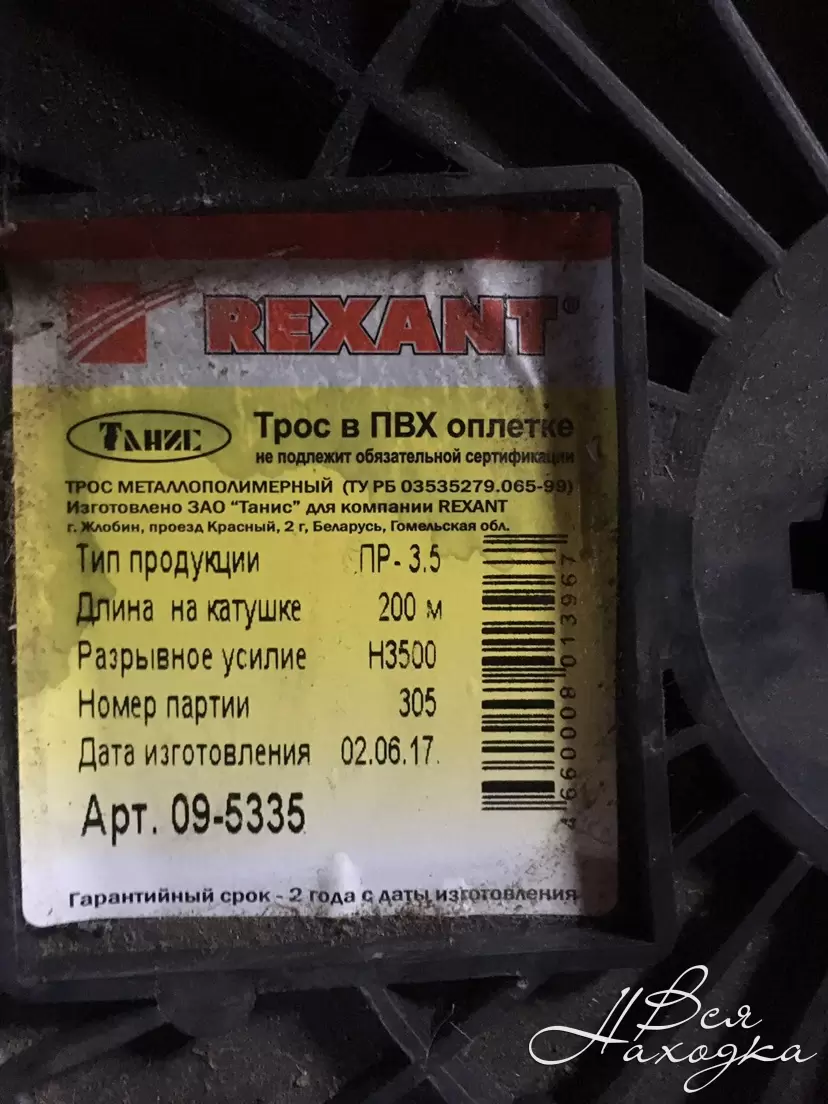 REXANT®
Танис
Трос в ПВХ оплетке
не подлежит обязательной сертификации
ТРОС МЕТАЛЛОПОЛИМЕРНЫЙ (ТУ РБ 03535279.065-99)
Изготовлено ЗАО "Танис" для компании REXANT
г. Жлобин, проезд Красный, 2 г, Беларусь, Гомельская обл.
Тип продукции ПР- 3.5
Длина на катушке 200 м
Разрывное усилие Н3500
Номер партии 305
Дата изготовления 02.06.17.
Арт. 09-5335
4660008013967
Гарантийный срок - 2 года с даты изготовления
Вся
Находка